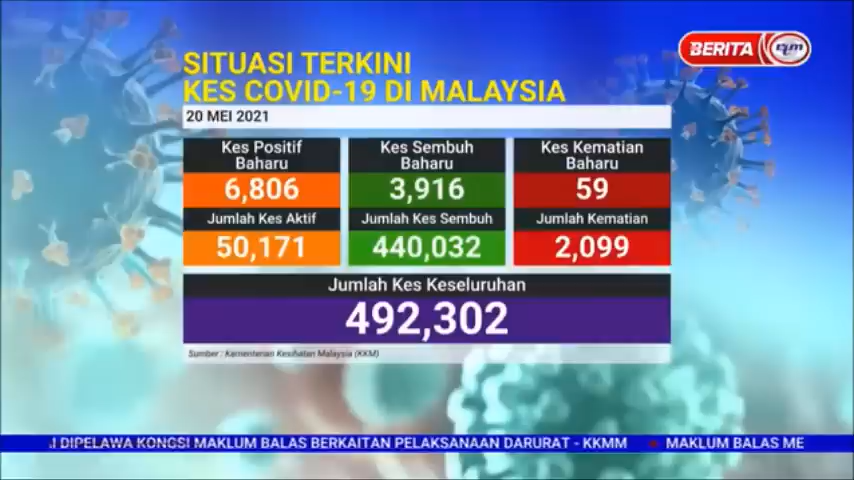 BERITA RTM
SITUASI TERKINI
KES COVID-19 DI MALAYSIA
20 MEI 2021
Kes Positif
Baharu
6,806
Kes Sembuh
Baharu
3,916
Kes Kematian
Baharu
59
Jumlah Kes Aktif
50,171
Jumlah Kes Sembuh
440,032
Jumlah Kematian
2,099
Jumlah Kes Keseluruhan
492,302
Sumber : Kementerian Kesihatan Malaysia (KKM)
I DIPELAWA KONGSI MAKLUM BALAS BERKAITAN PELAKSANAAN DARURAT - KKMM MAKLUM BALAS ME